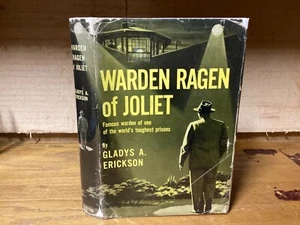 WARDEN
RAGEN
of
JOLIET
GLADYS A.
ERICKSON
WARDEN RAGEN
of JOLIET
Famous warden of one
of the world's toughest prisons
By
GLADYS A.
ERICKSON